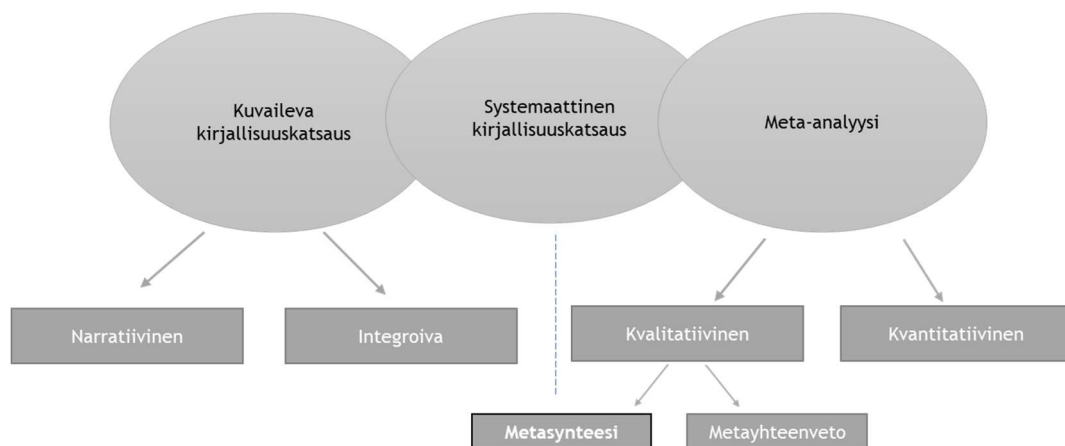 Kuvaileva
kirjallisuuskatsaus
Systemaattinen
kirjallisuuskatsaus
Meta-analyysi
Narratiivinen
Integroiva
Kvalitatiivinen
Kvantitatiivinen
Metasynteesi
Metayhteenveto